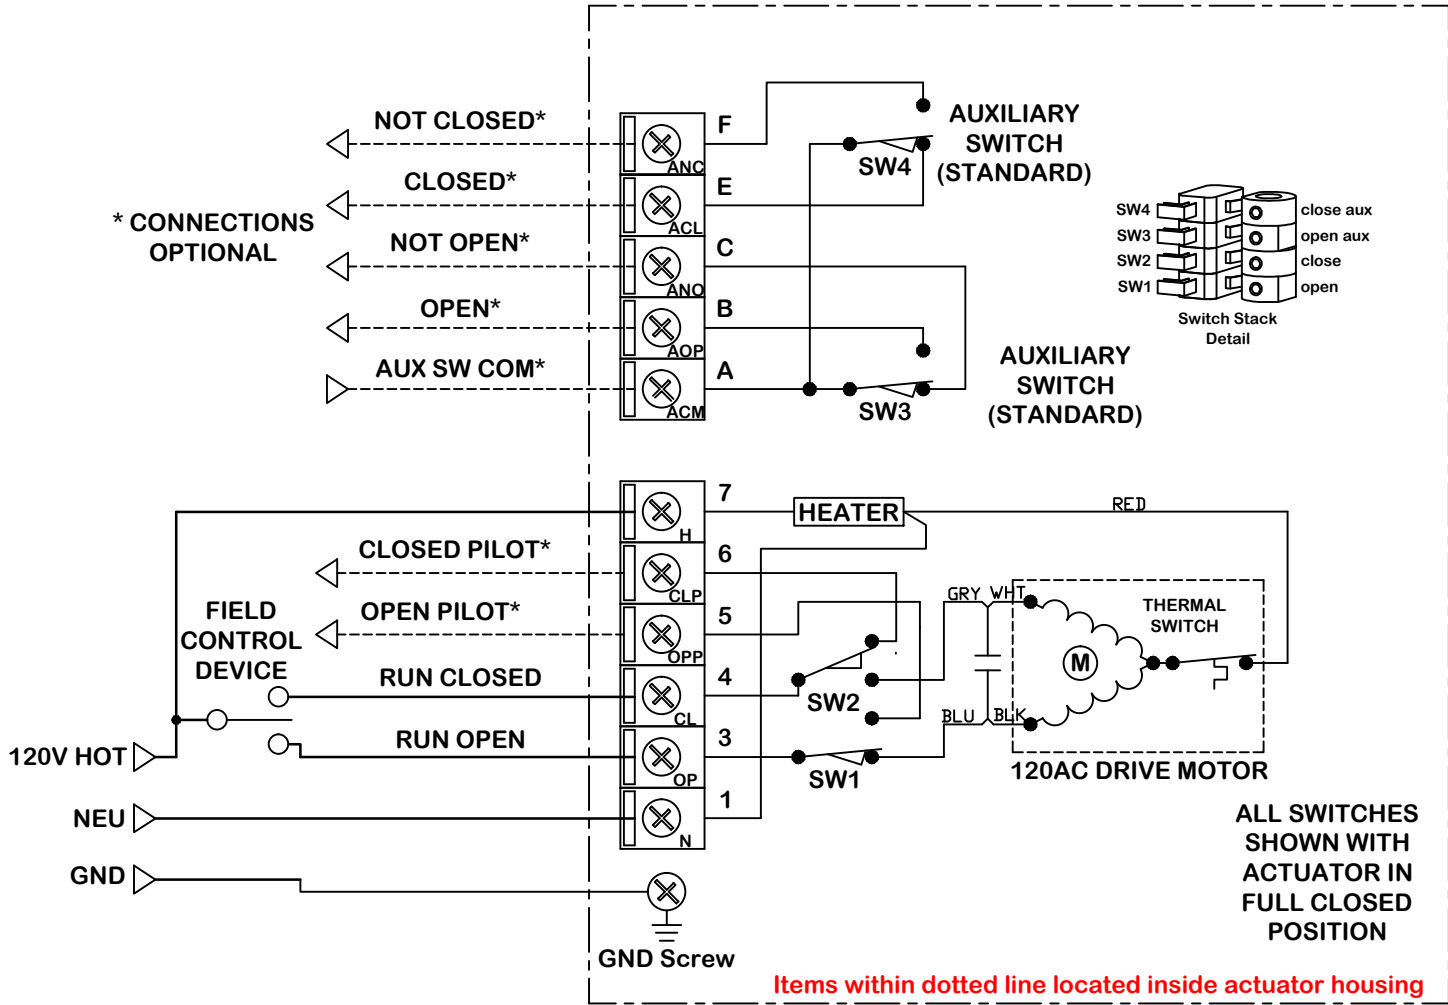 NOT CLOSED*
CLOSED*
* CONNECTIONS
OPTIONAL
NOT OPEN*
OPEN*
AUX SW COM*
F
ANC
E
ACL
C
ANO
B
AOP
A
ACM
SW4
AUXILIARY
SWITCH
(STANDARD)
SW3
AUXILIARY
SWITCH
(STANDARD)
SW4
close aux
SW3
open aux
SW2
close
SW1
open
Switch Stack
Detail
7
H
HEATER
RED
CLOSED PILOT*
6
CLP
OPEN PILOT*
5
OPP
FIELD
CONTROL
DEVICE
RUN CLOSED
4
CL
RUN OPEN
3
OP
120V HOT
NEU
1
N
GND
GND Screw
SW2
SW1
GRY
WHT
BLU
BLK
THERMAL
SWITCH
M
120AC DRIVE MOTOR
ALL SWITCHES
SHOWN WITH
ACTUATOR IN
FULL CLOSED
POSITION
Items within dotted line located inside actuator housing